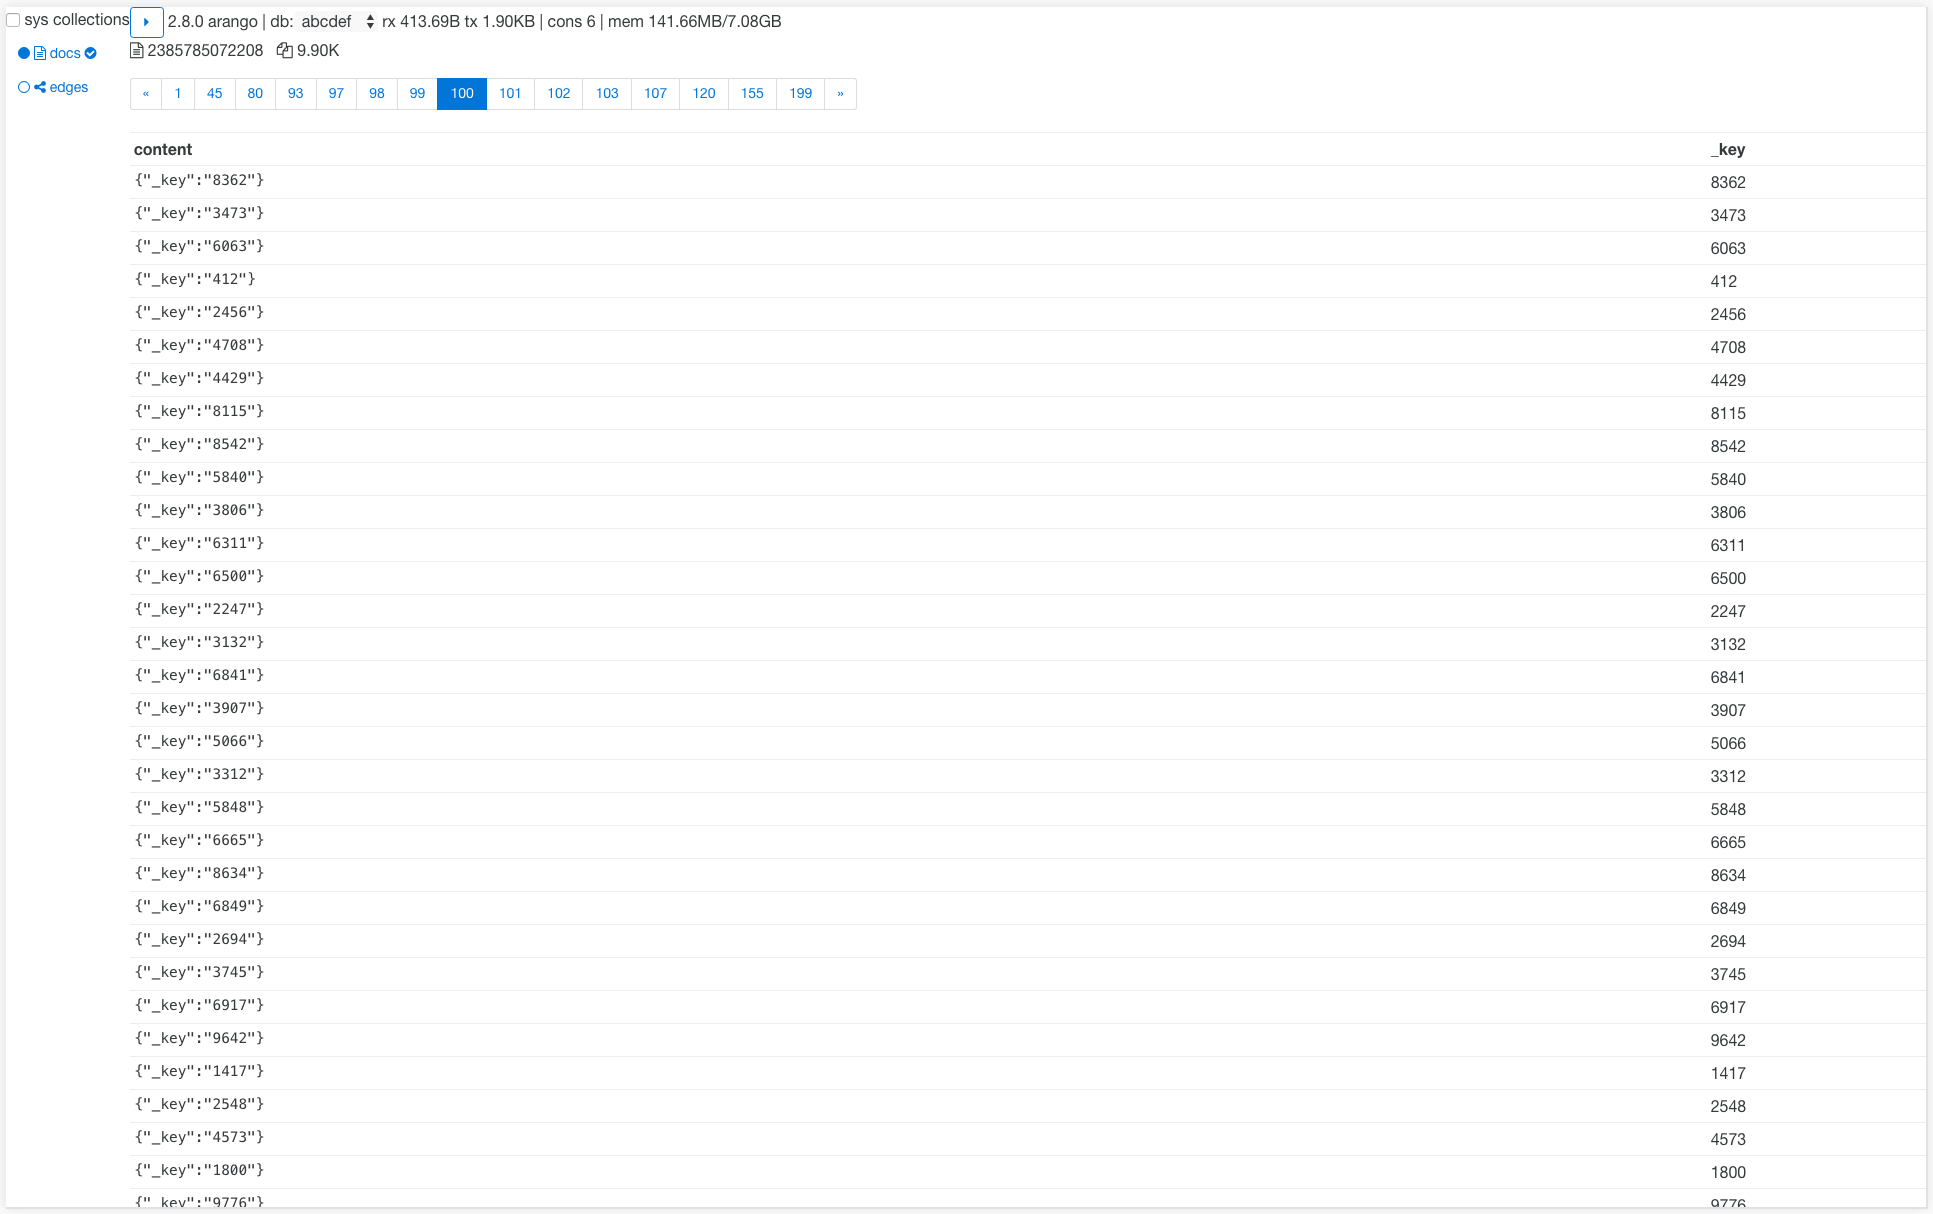 sys collections
2.8.0 arango | db: abcdef rx 413.69B tx 1.90KB | cons 6 | mem 141.66MB/7.08GB
docs
2385785072208 9.90K
edges
« 1 45 80 93 97 98 99 100 101 102 103 107 120 155 199 »
content _key
{"_key":"8362"} 8362
{"_key":"3473"} 3473
{"_key":"6063"} 6063
{"_key":"412"} 412
{"_key":"2456"} 2456
{"_key":"4708"} 4708
{"_key":"4429"} 4429
{"_key":"8115"} 8115
{"_key":"8542"} 8542
{"_key":"5840"} 5840
{"_key":"3806"} 3806
{"_key":"6311"} 6311
{"_key":"6500"} 6500
{"_key":"2247"} 2247
{"_key":"3132"} 3132
{"_key":"6841"} 6841
{"_key":"3907"} 3907
{"_key":"5066"} 5066
{"_key":"3312"} 3312
{"_key":"5848"} 5848
{"_key":"6665"} 6665
{"_key":"8634"} 8634
{"_key":"6849"} 6849
{"_key":"2694"} 2694
{"_key":"3745"} 3745
{"_key":"6917"} 6917
{"_key":"9642"} 9642
{"_key":"1417"} 1417
{"_key":"2548"} 2548
{"_key":"4573"} 4573
{"_key":"1800"} 1800
{"_key":"9776"} 9776